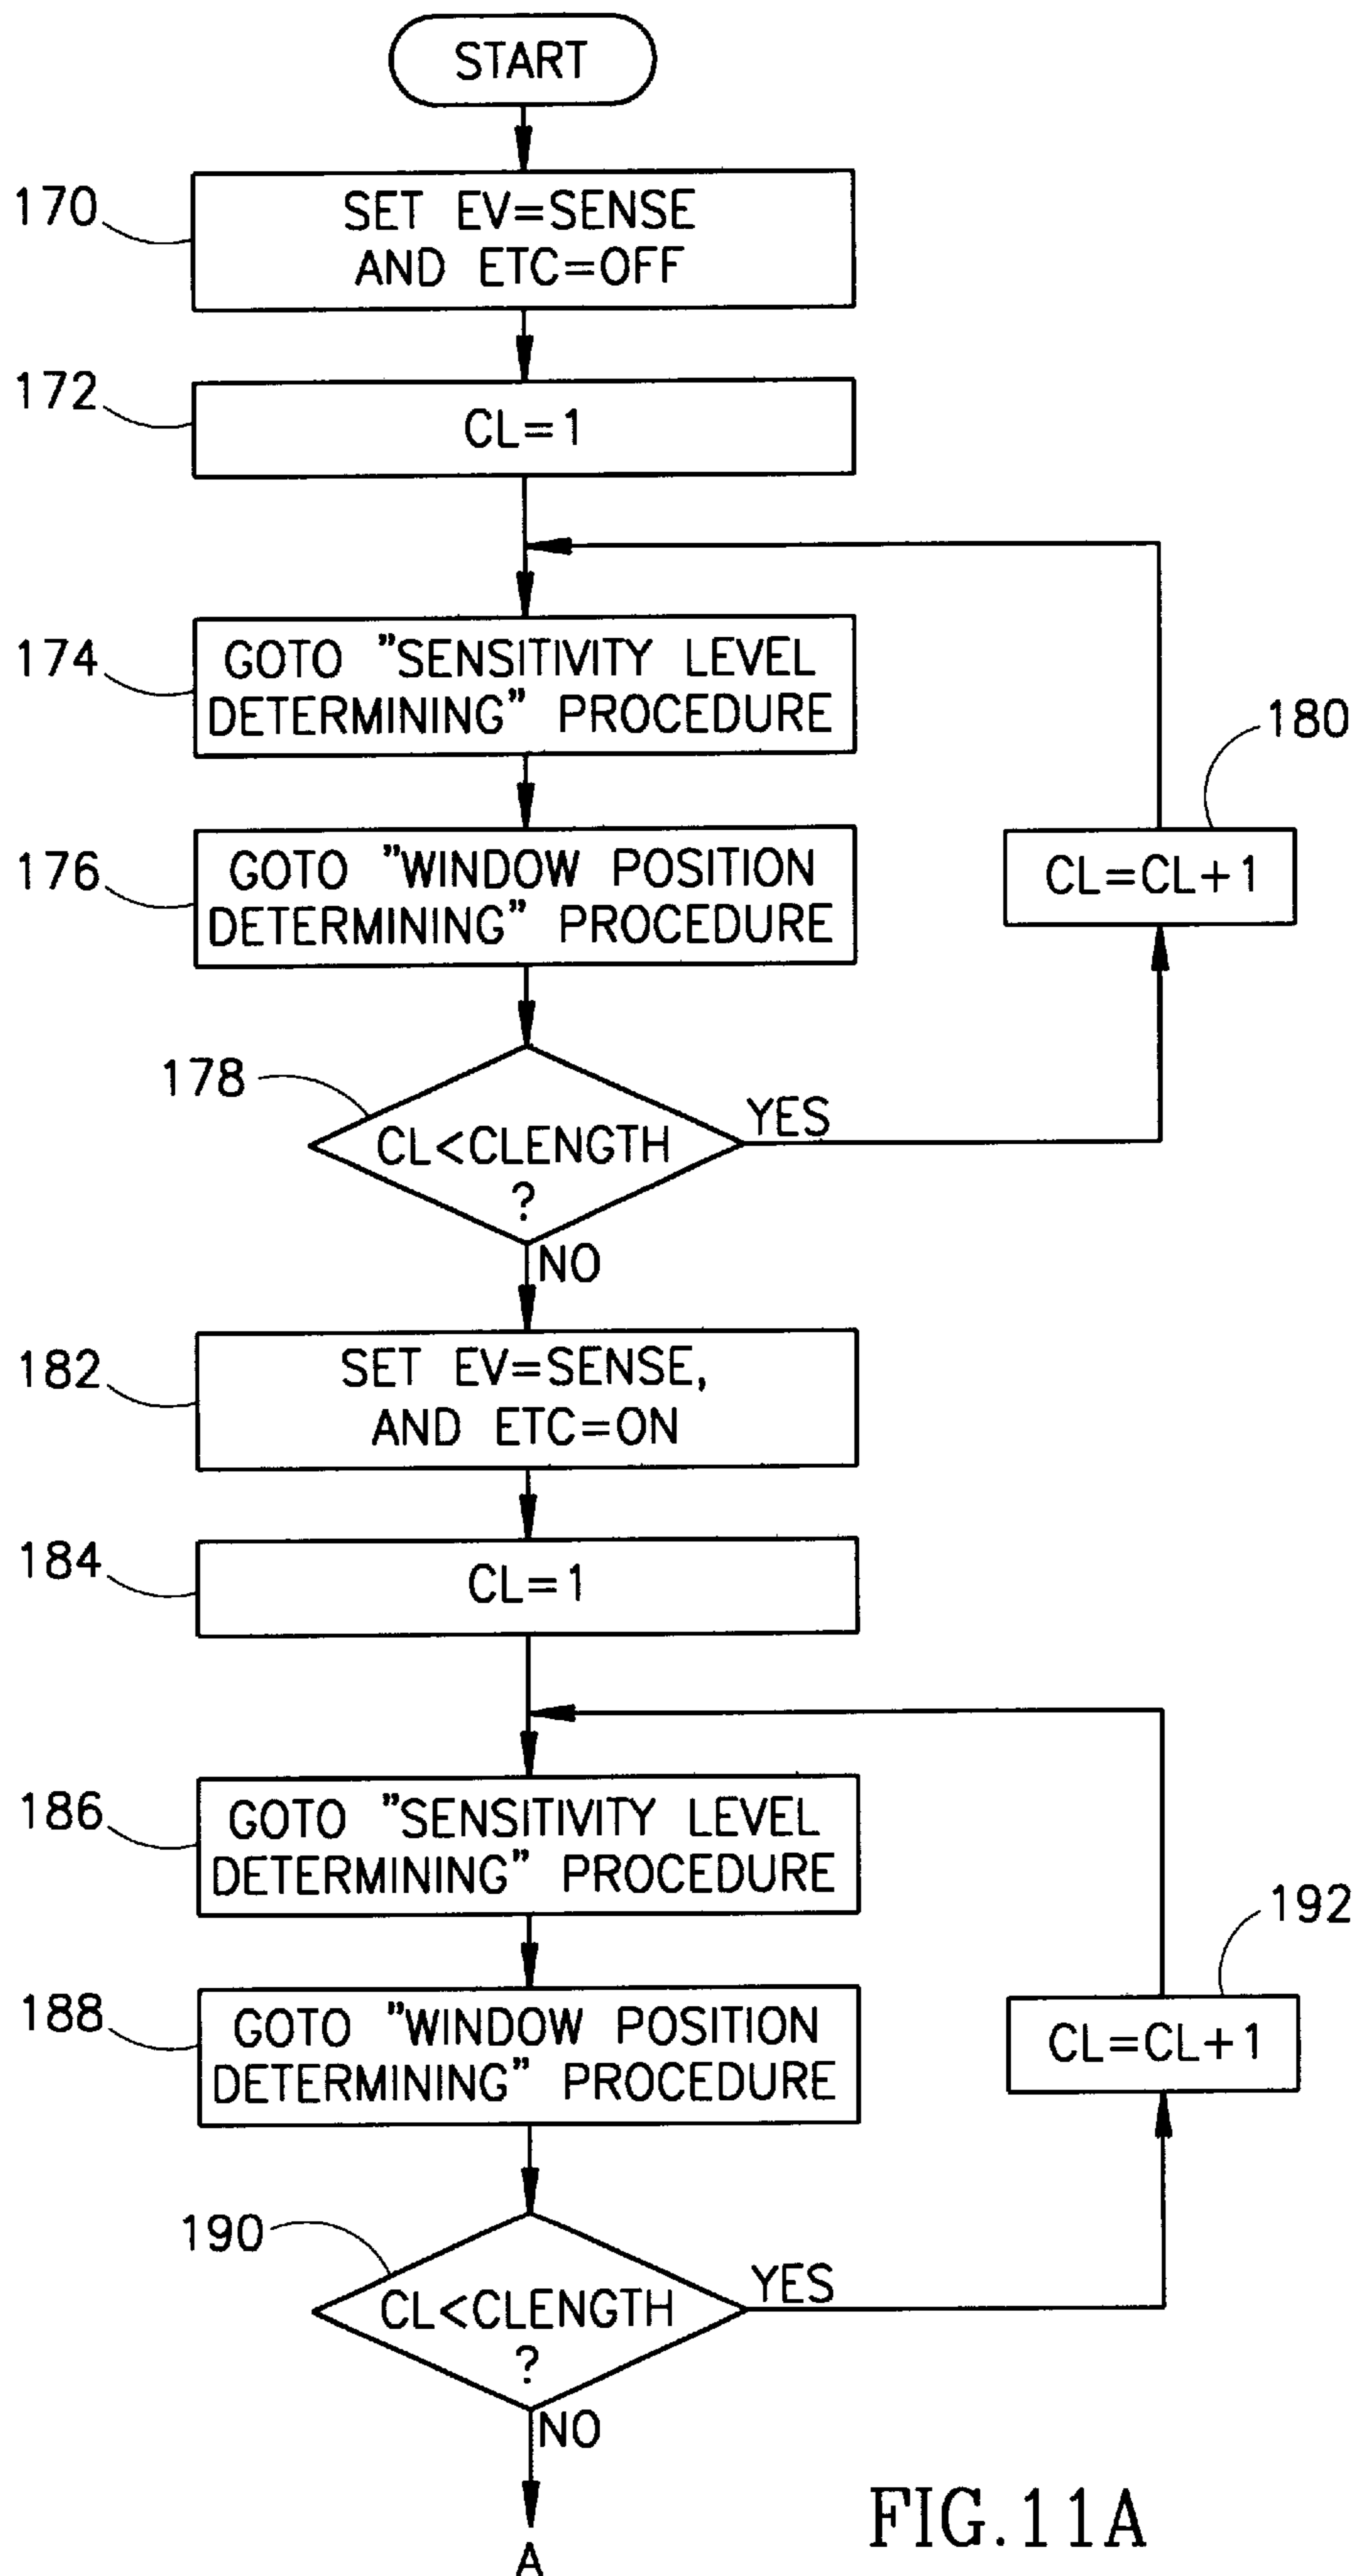 START
170
SET EV=SENSE
AND ETC=OFF
172
CL=1
174
GOTO "SENSITIVITY LEVEL
DETERMINING" PROCEDURE
180
176
GOTO "WINDOW POSITION
DETERMINING" PROCEDURE
CL=CL+1
178
CL<CLENGTH
?
YES
NO
182
SET EV=SENSE,
AND ETC=ON
184
CL=1
186
GOTO "SENSITIVITY LEVEL
DETERMINING" PROCEDURE
192
188
GOTO "WINDOW POSITION
DETERMINING" PROCEDURE
CL=CL+1
190
CL<CLENGTH
?
YES
NO
A
FIG.11A